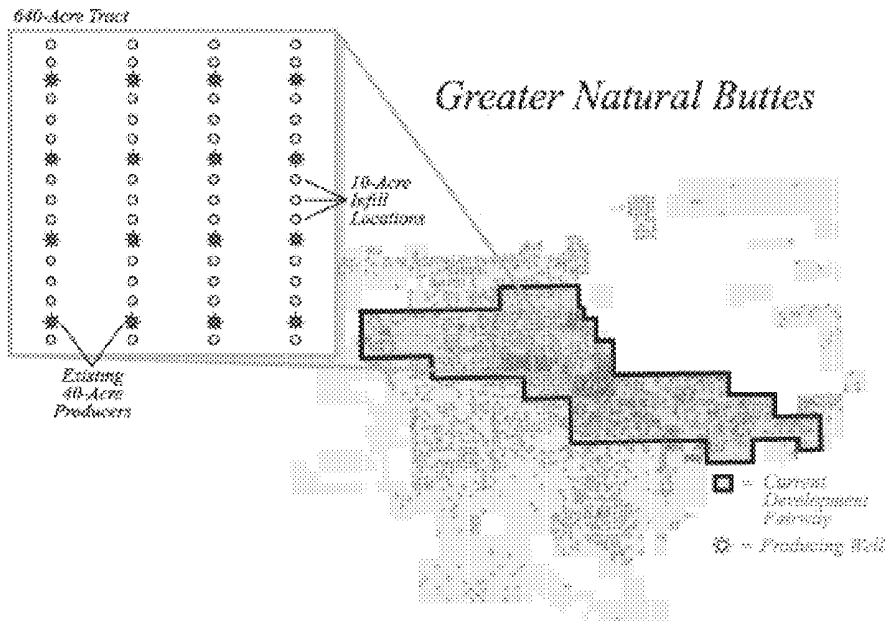 640-Acre Tract
Greater Natural Buttes
10-Acre
Infill
Locations
Existing
40-Acre
Producers
= Current
Development
Fairway
= Producing Well